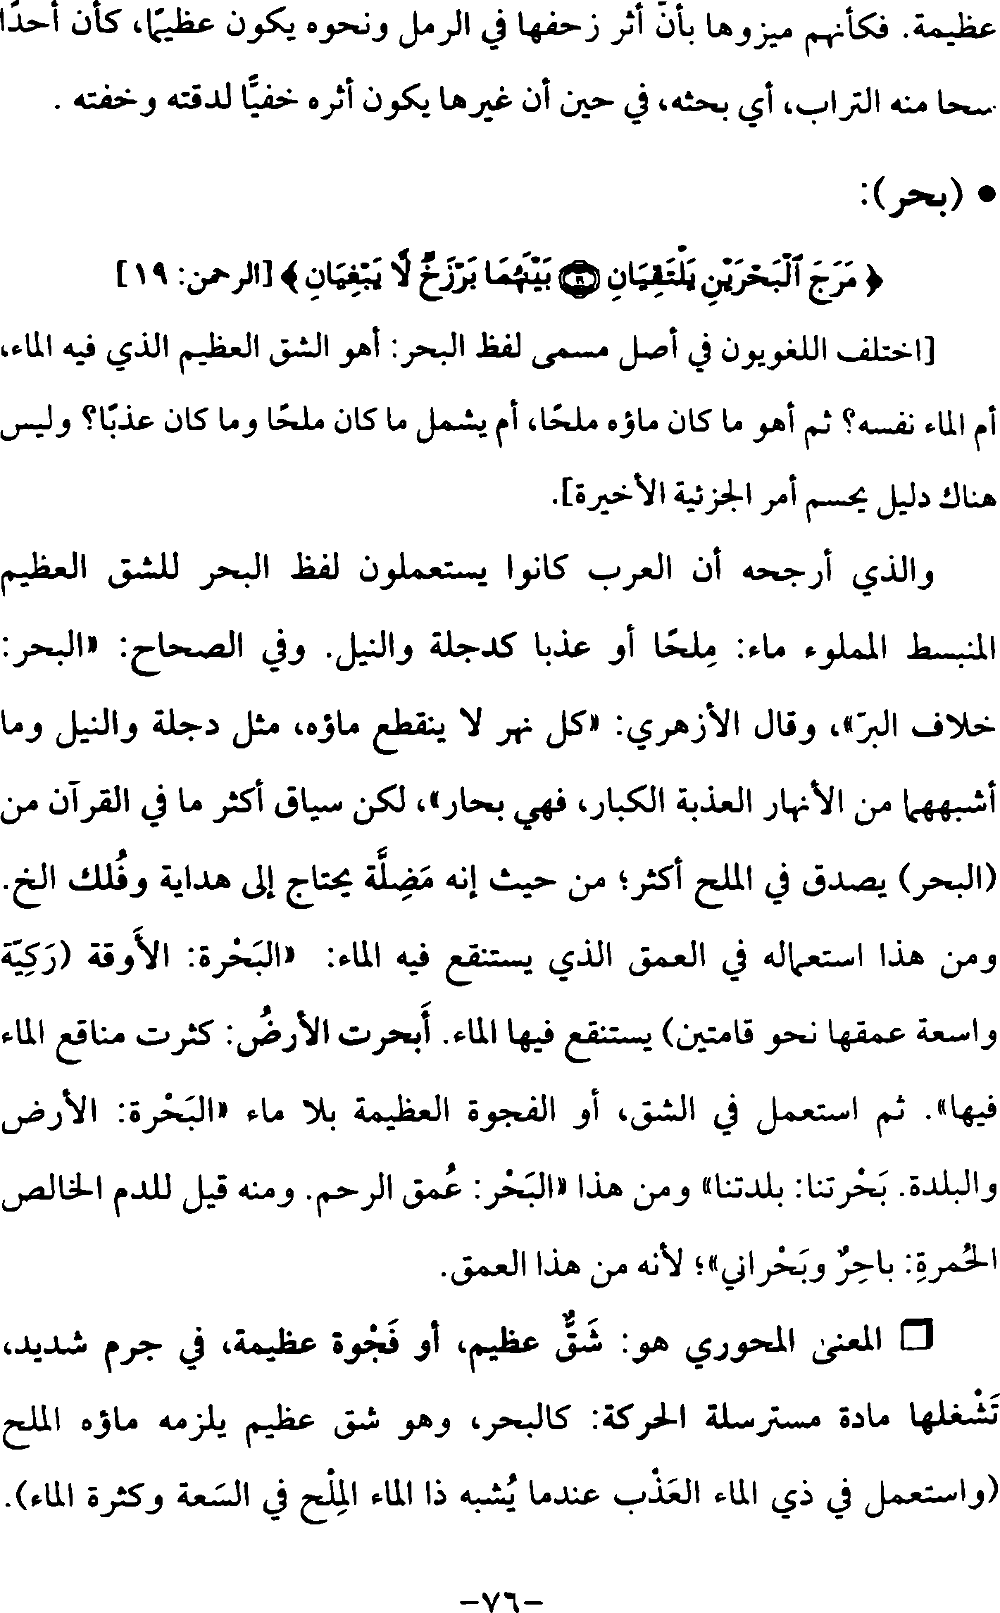 عظيمة. فكأنهم ميزوها بأنّ أثر زحفها في الرمل ونحوه يكون عظيمًا، كأن أحدًا
سحا منه التراب، أي بحثه، في حين أن غيرها يكون أثره خفيًّا لدقته وخفته .
• (بحر):
﴿ مَرَجَ ٱلْبَحْرَيْنِ يَلْتَقِيَانِ ۝ بَيْنَهُمَا بَرْزَخٌ لَّا يَبْغِيَانِ ﴾ [الرحمن: ١٩]
[اختلف اللغويون في أصل مسمى لفظ البحر: أهو الشق العظيم الذي فيه الماء،
أم الماء نفسه؟ ثم أهو ما كان ماؤه ملحًا، أم يشمل ما كان ملحًا وما كان عذبًا؟ وليس
هناك دليل يحسم أمر الجزئية الأخيرة].
والذي أرجحه أن العرب كانوا يستعملون لفظ البحر للشق العظيم
المنبسط المملوء ماء: مِلحًا أو عذبا كدجلة والنيل. وفي الصحاح: «البحر:
خلاف البرّ»، وقال الأزهري: «كل نهر لا ينقطع ماؤه، مثل دجلة والنيل وما
أشبههما من الأنهار العذبة الكبار، فهي بحار»، لكن سياق أكثر ما في القرآن من
(البحر) يصدق في الملح أكثر؛ من حيث إنه مَضِلَّة يحتاج إلى هداية وفُلك الخ.
ومن هذا استعماله في العمق الذي يستنقع فيه الماء: «البَحْرة: الأَوقة (رَكِيّة
واسعة عمقها نحو قامتين) يستنقع فيها الماء. أَبحرت الأرضُ: كثرت مناقع الماء
فيها». ثم استعمل في الشق، أو الفجوة العظيمة بلا ماء «البَحْرة: الأرض
والبلدة. بَحْرتنا: بلدتنا» ومن هذا «البَحْر: عُمق الرحم. ومنه قيل للدم الخالص
الحُمرةِ: باحِرٌ وبَحْراني»؛ لأنه من هذا العمق.
❒ المعنى المحوري هو: شَقٌّ عظيم، أو فَجْوة عظيمة، في جرم شديد،
تَشْغلها مادة مسترسلة الحركة: كالبحر، وهو شق عظيم يلزمه ماؤه الملح
(واستعمل في ذي الماء العَذْب عندما يُشبه ذا الماء المِلْح في السَعة وكثرة الماء).
-٧٦-